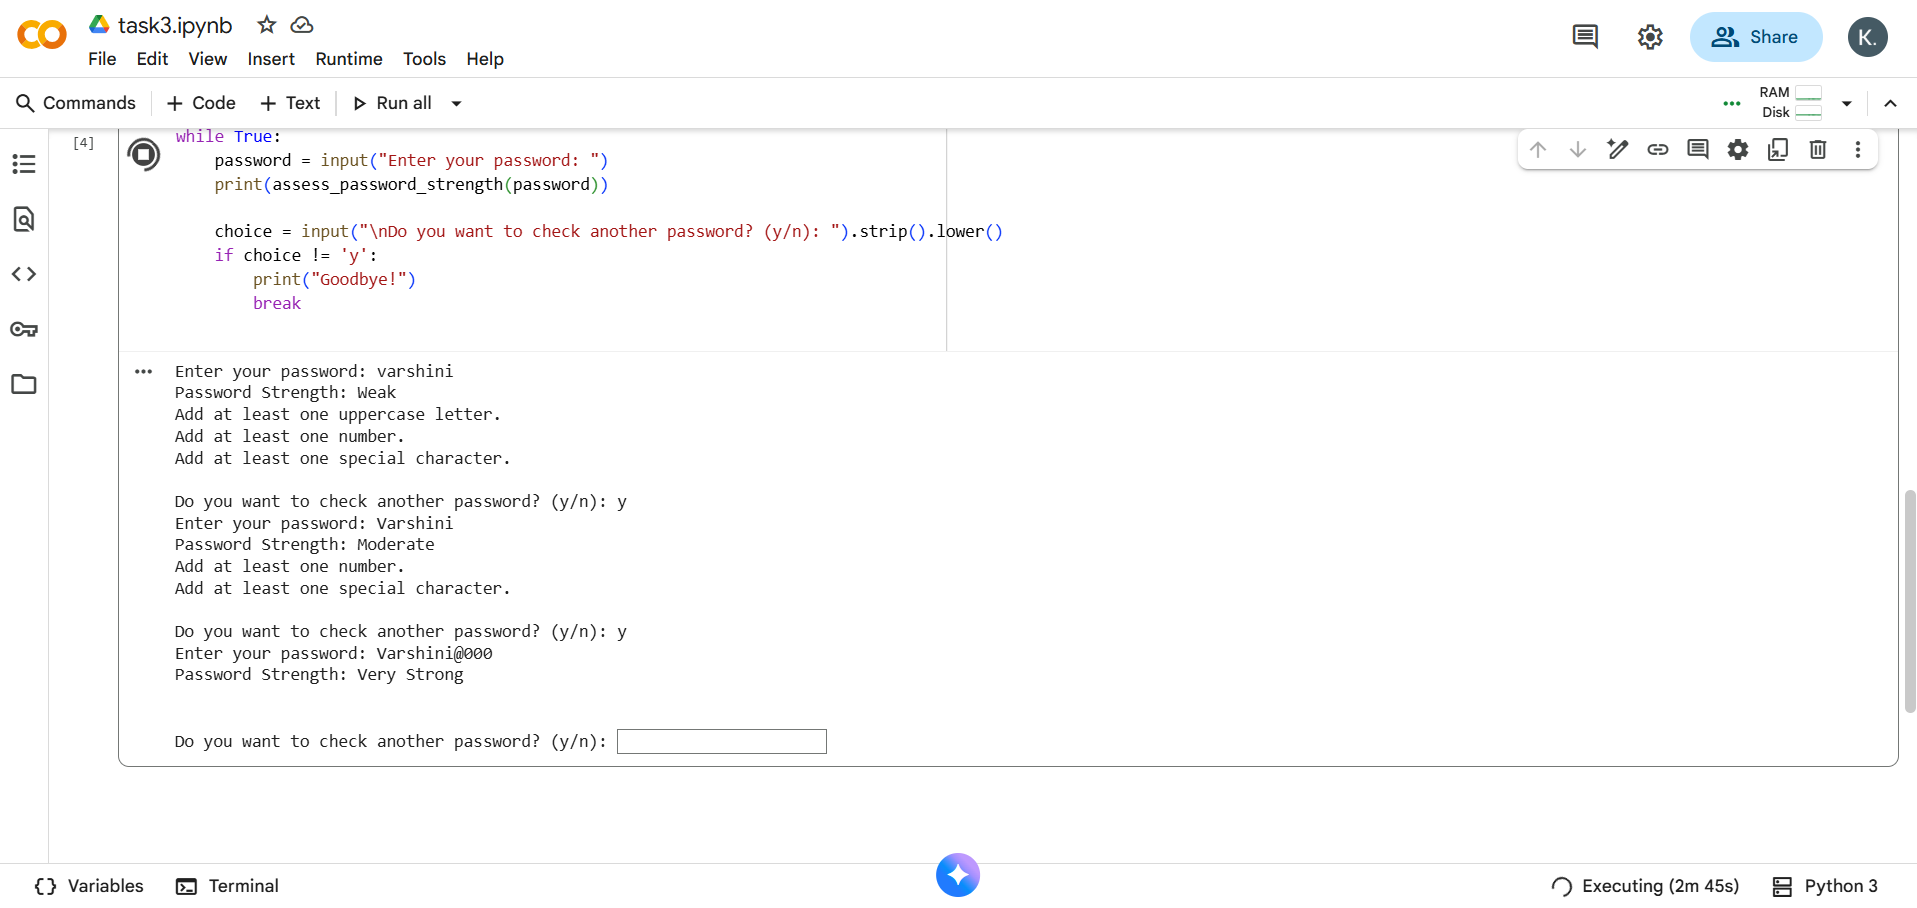 task3.ipynb
File Edit View Insert Runtime Tools Help
Share
K.
Commands + Code + Text Run all
RAM
Disk
[4]
while True:
    password = input("Enter your password: ")
    print(assess_password_strength(password))
    choice = input("\nDo you want to check another password? (y/n): ").strip().lower()
    if choice != 'y':
        print("Goodbye!")
        break
Enter your password: varshini
Password Strength: Weak
Add at least one uppercase letter.
Add at least one number.
Add at least one special character.
Do you want to check another password? (y/n): y
Enter your password: Varshini
Password Strength: Moderate
Add at least one number.
Add at least one special character.
Do you want to check another password? (y/n): y
Enter your password: Varshini@000
Password Strength: Very Strong
Do you want to check another password? (y/n):
Variables Terminal
Executing (2m 45s) Python 3